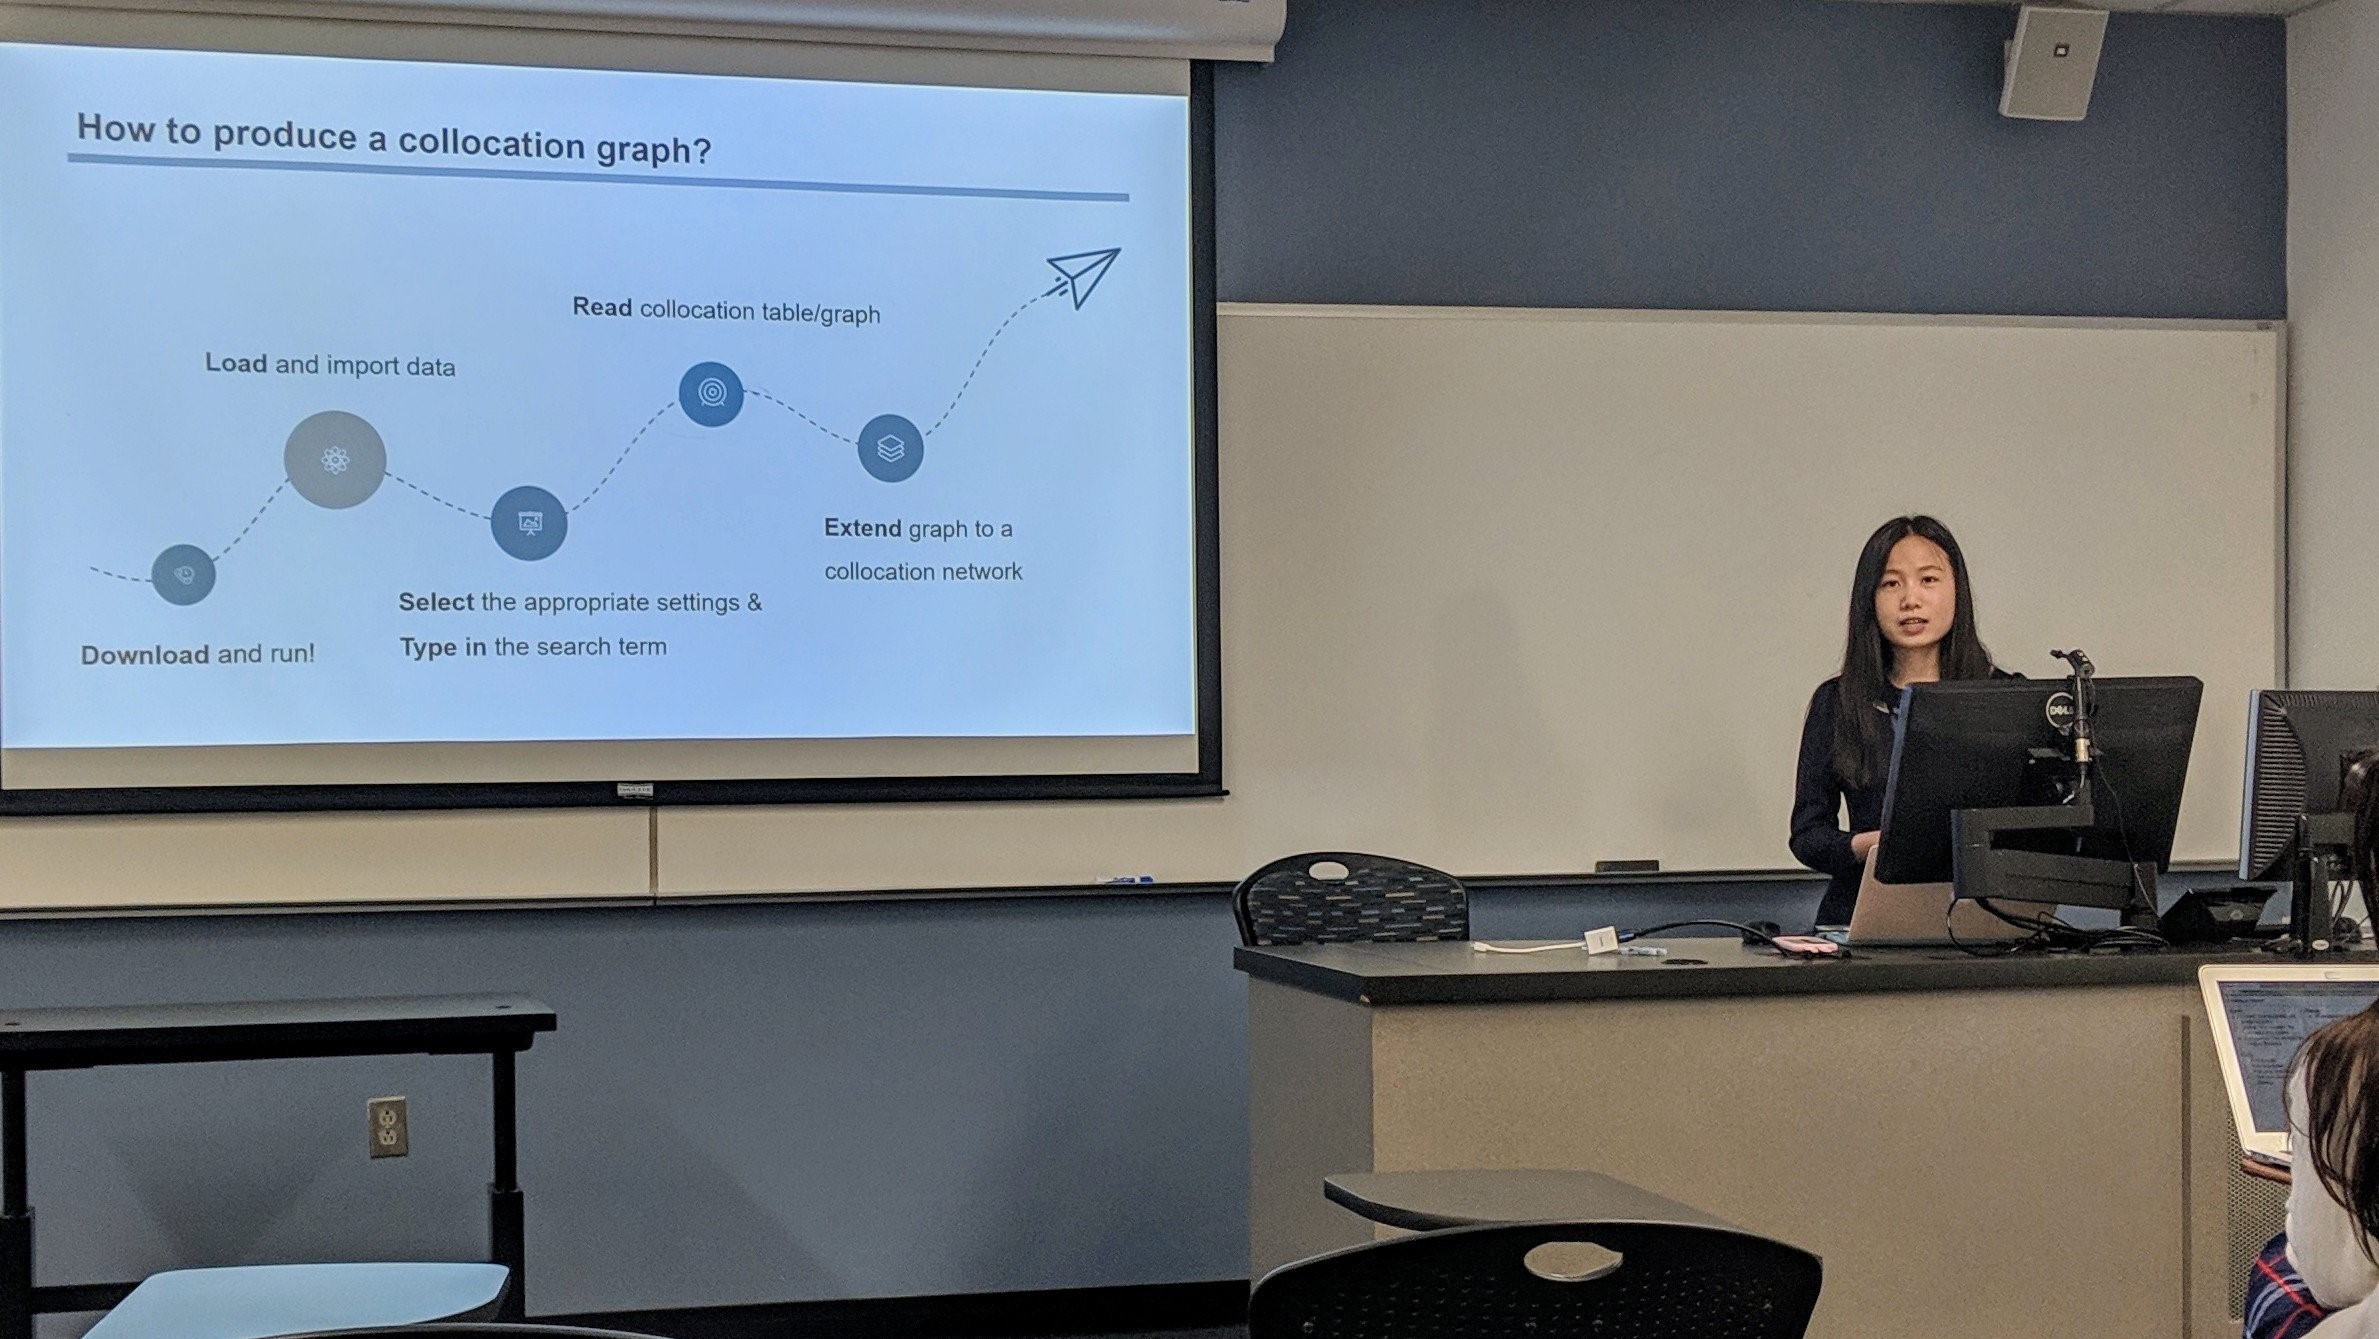 How to produce a collocation graph?
Read collocation table/graph
Load and import data
Extend graph to a
collocation network
Select the appropriate settings &
Type in the search term
Download and run!
DELL